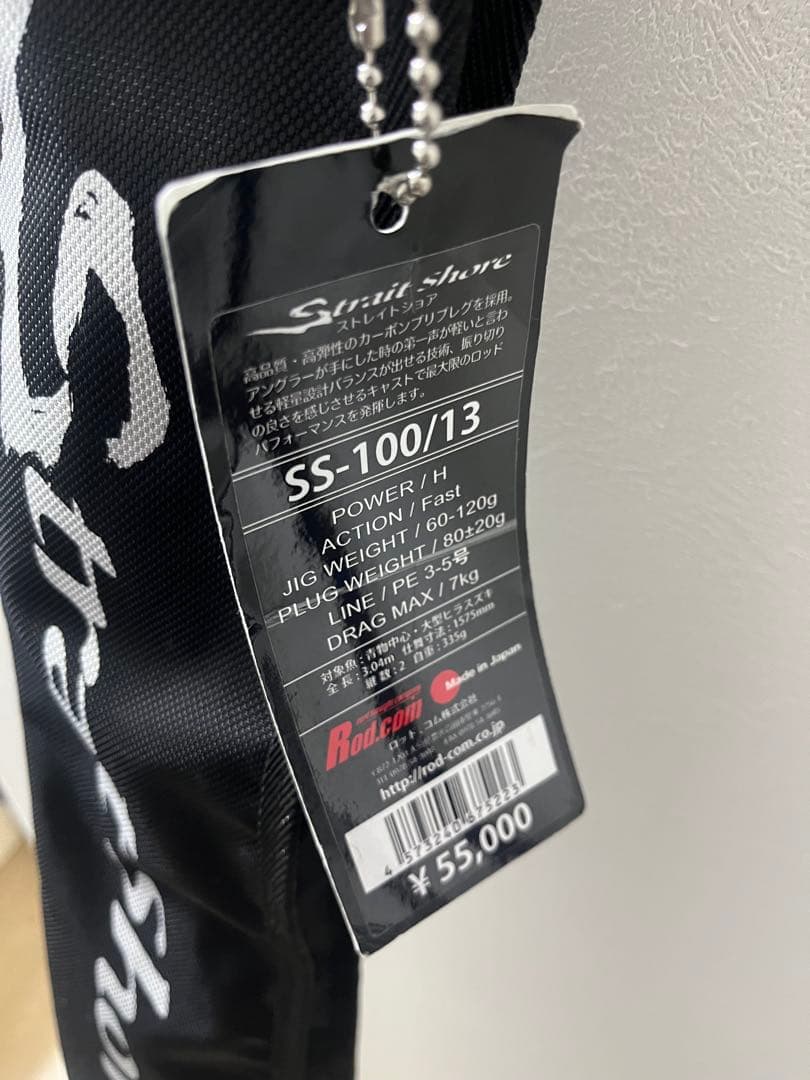 Strait Shore
ストレイトショア
高品質・高弾性のカーボンプリプレグを採用。
アングラーが手にした時の第一声が軽いと言わ
せる軽量設計バランスが出せる技術、振り切り
の良さを感じさせるキャストで最大限のロッド
パフォーマンスを発揮します。
SS-100/13
POWER / H
ACTION / Fast
JIG WEIGHT / 60-120g
PLUG WEIGHT / 80±20g
LINE / PE 3-5号
DRAG MAX / 7kg
対象魚：青物中心・大型ヒラスズキ
全長：3.04m 仕舞寸法：1575mm
継数：2 自重：335g
Rod.com
Made in Japan
ロッド・コム株式会社
http://rod-com.co.jp
4 573240 673223
¥ 55,000